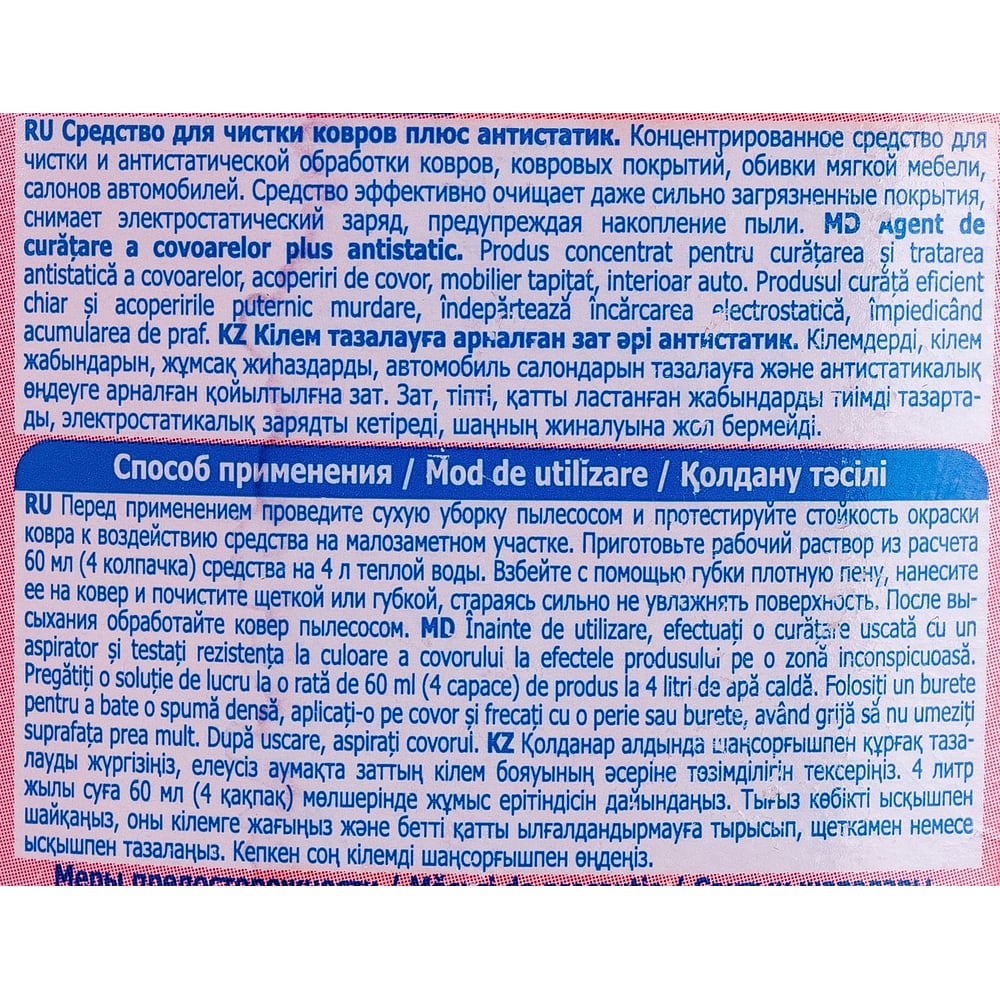 RU Средство для чистки ковров плюс антистатик. Концентрированное средство для
чистки и антистатической обработки ковров, ковровых покрытий, обивки мягкой мебели,
салонов автомобилей. Средство эффективно очищает даже сильно загрязненные покрытия,
снимает электростатический заряд, предупреждая накопление пыли. MD Agent de
curățare a covoarelor plus antistatic. Produs concentrat pentru curățarea și tratarea
antistatică a covoarelor, acoperiri de covor, mobilier tapițat, interioar auto. Produsul curăță eficient
chiar și acoperirile puternic murdare, îndepărtează încărcarea electrostatică, împiedicând
acumularea de praf. KZ Кілем тазалауға арналған зат әрі антистатик. Кілемдерді, кілем
жабындарын, жұмсақ жиһаздарды, автомобиль салондарын тазалауға және антистатикалық
өңдеуге арналған қойылтылғна зат. Зат, тіпті, қатты ластанған жабындарды тиімді тазарта-
ды, электростатикалық зарядты кетіреді, шаңның жиналуына жол бермейді.
Способ применения / Mod de utilizare / Қолдану тәсілі
RU Перед применением проведите сухую уборку пылесосом и протестируйте стойкость окраски
ковра к воздействию средства на малозаметном участке. Приготовьте рабочий раствор из расчета
60 мл (4 колпачка) средства на 4 л теплой воды. Взбейте с помощью губки плотную пену, нанесите
ее на ковер и почистите щеткой или губкой, стараясь сильно не увлажнять поверхность. После вы-
сыхания обработайте ковер пылесосом. MD Înainte de utilizare, efectuați o curățare uscată cu un
aspirator și testați rezistența la culoare a covorului la efectele produsului pe o zonă inconspicuoasă.
Pregătiți o soluție de lucru la o rată de 60 ml (4 capace) de produs la 4 litri de apă caldă. Folosiți un burete
pentru a bate o spumă densă, aplicați-o pe covor și frecați cu o perie sau burete, având grijă să nu umeziți
suprafața prea mult. După uscare, aspirați covorul. KZ Қолданар алдында шаңсорғышпен құрғақ таза-
лауды жүргізіңіз, елеусіз аумақта заттың кілем бояуының әсеріне төзімділігін тексеріңіз. 4 литр
жылы суға 60 мл (4 қақпақ) мөлшерінде жұмыс ерітіндісін дайындаңыз. Тығыз көбікті ысқышпен
шайқаңыз, оны кілемге жағыңыз және бетті қатты ылғалдандырмауға тырысып, щеткамен немесе
ысқышпен тазалаңыз. Кепкен соң кілемді шаңсорғышпен өңдеңіз.
Меры предосторожности /